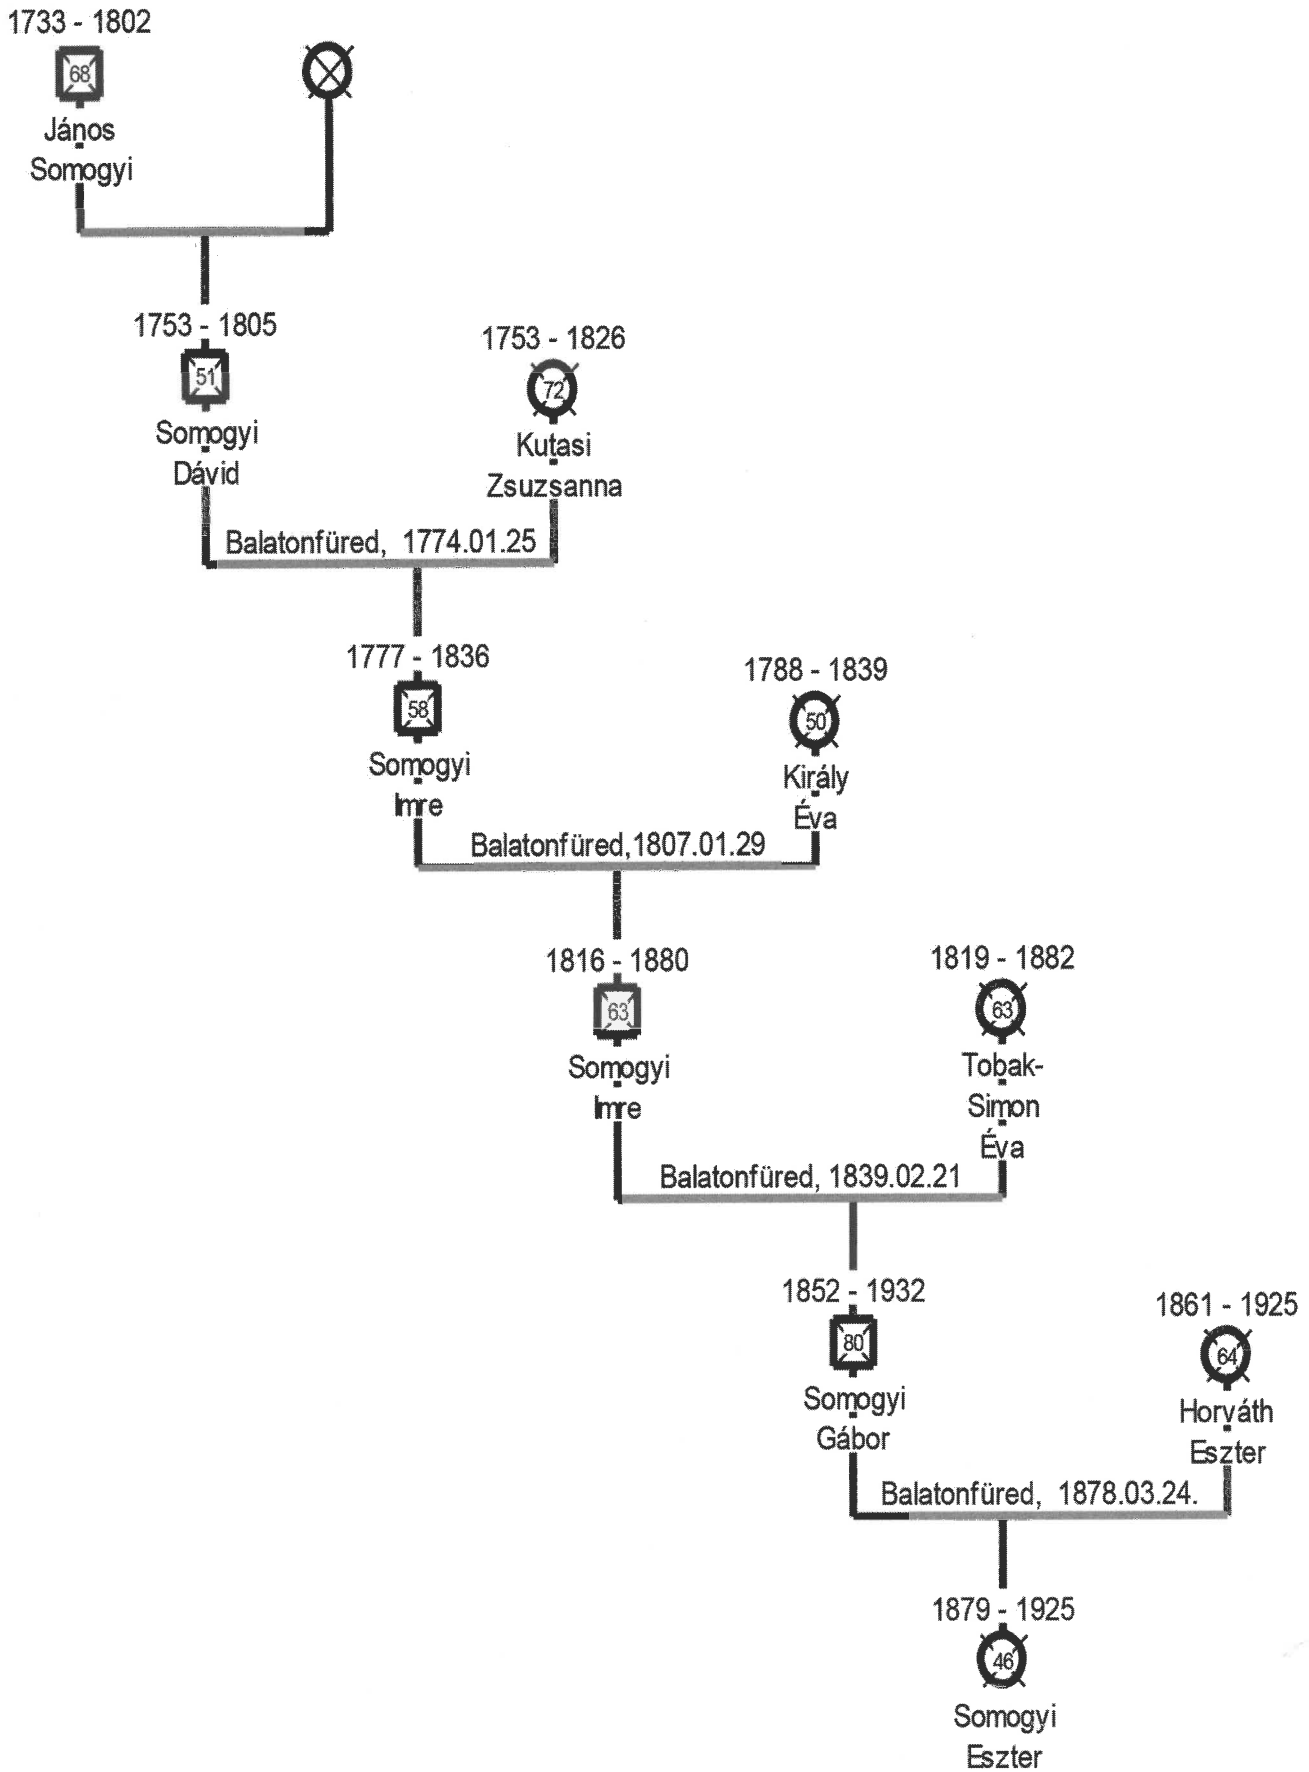 1733 - 1802
68
János
Somogyi
1753 - 1805
51
Somogyi
Dávid
1753 - 1826
72
Kutasi
Zsuzsanna
Balatonfüred, 1774.01.25
1777 - 1836
58
Somogyi
Imre
1788 - 1839
50
Király
Éva
Balatonfüred,1807.01.29
1816 - 1880
63
Somogyi
Imre
1819 - 1882
63
Tobak-
Simon
Éva
Balatonfüred, 1839.02.21
1852 - 1932
80
Somogyi
Gábor
1861 - 1925
64
Horváth
Eszter
Balatonfüred, 1878.03.24.
1879 - 1925
46
Somogyi
Eszter